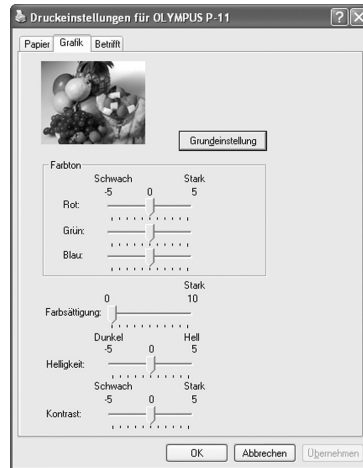 Druckeinstellungen für OLYMPUS P-11
Papier Grafik Betrifft
Grundeinstellung
Farbton
Schwach Stark
-5 0 5
Rot:
Grün:
Blau:
Stark
0 10
Farbsättigung:
Dunkel Hell
-5 0 5
Helligkeit:
Schwach Stark
-5 0 5
Kontrast:
OK Abbrechen Übernehmen